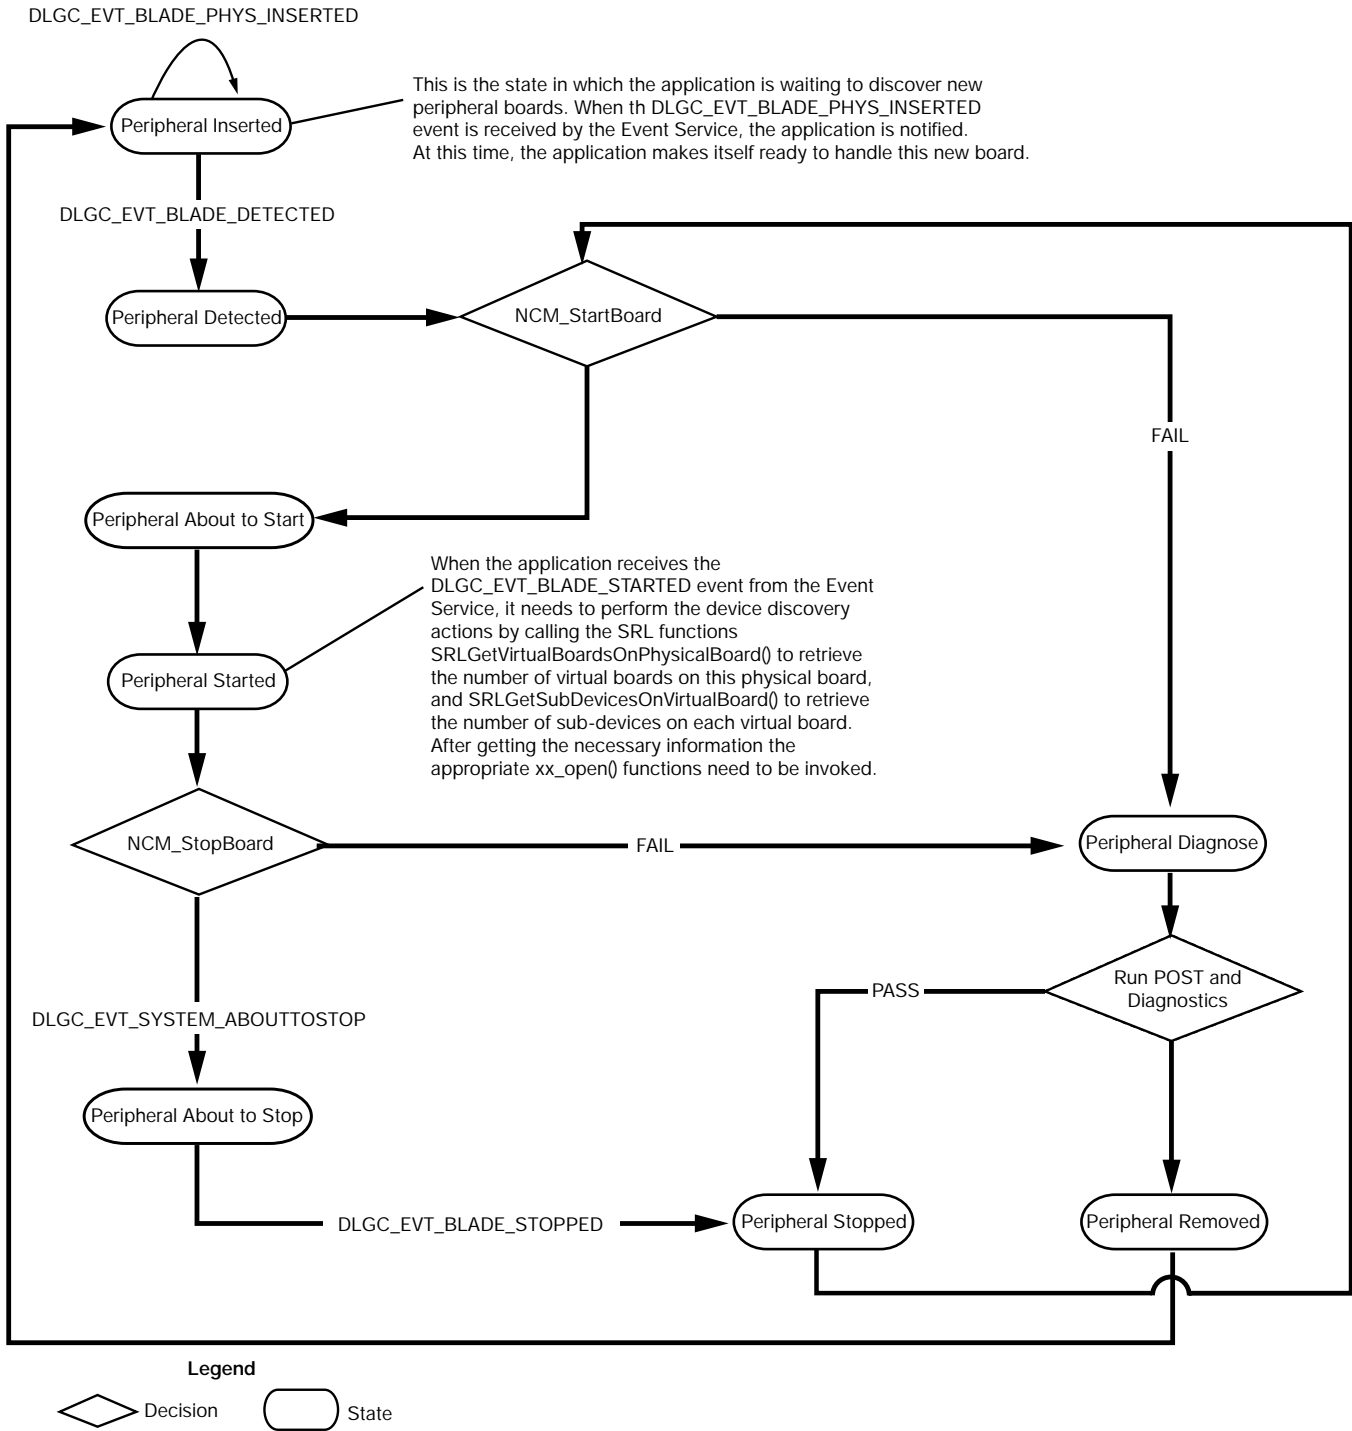 DLGC_EVT_BLADE_PHYS_INSERTED
This is the state in which the application is waiting to discover new
peripheral boards. When th DLGC_EVT_BLADE_PHYS_INSERTED
event is received by the Event Service, the application is notified.
At this time, the application makes itself ready to handle this new board.
Peripheral Inserted
DLGC_EVT_BLADE_DETECTED
Peripheral Detected
NCM_StartBoard
FAIL
Peripheral About to Start
When the application receives the
DLGC_EVT_BLADE_STARTED event from the Event
Service, it needs to perform the device discovery
actions by calling the SRL functions
SRLGetVirtualBoardsOnPhysicalBoard() to retrieve
the number of virtual boards on this physical board,
and SRLGetSubDevicesOnVirtualBoard() to retrieve
the number of sub-devices on each virtual board.
After getting the necessary information the
appropriate xx_open() functions need to be invoked.
Peripheral Started
NCM_StopBoard
FAIL
Peripheral Diagnose
Run POST and
Diagnostics
PASS
DLGC_EVT_SYSTEM_ABOUTTOSTOP
Peripheral About to Stop
DLGC_EVT_BLADE_STOPPED
Peripheral Stopped
Peripheral Removed
Legend
Decision
State